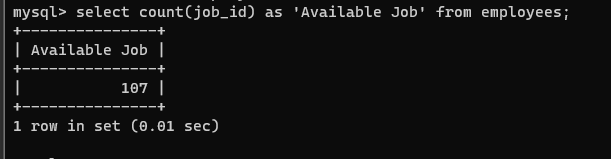 mysql> select count(job_id) as 'Available Job' from employees;
+---------------+
| Available Job |
+---------------+
|           107 |
+---------------+
1 row in set (0.01 sec)